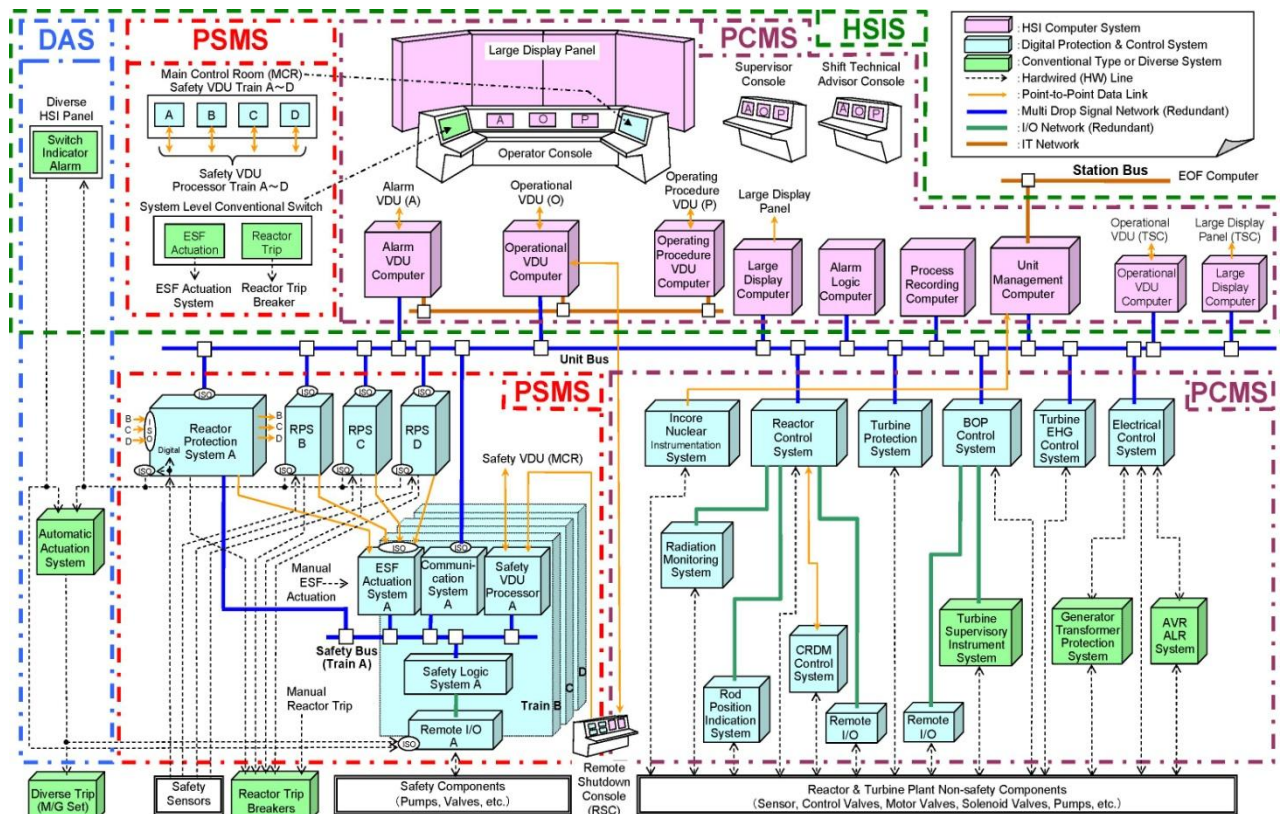 DAS
PSMS
PCMS
HSIS
Diverse
HSI Panel
Switch
Indicator
Alarm
Main Control Room (MCR)
Safety VDU Train A～D
A
B
C
D
Safety VDU
Processor Train A～D
System Level Conventional Switch
ESF
Actuation
Reactor
Trip
ESF Actuation
System
Reactor Trip
Breaker
Large Display Panel
A
O
P
Operator Console
Supervisor
Console
A
O
P
Shift Technical
Advisor Console
A
O
P
: HSI Computer System
: Digital Protection & Control System
: Conventional Type or Diverse System
: Hardwired (HW) Line
: Point-to-Point Data Link
: Multi Drop Signal Network (Redundant)
: I/O Network (Redundant)
: IT Network
Station Bus
EOF Computer
Alarm
VDU (A)
Operational
VDU (O)
Operating
Procedure
VDU (P)
Large Display
Panel
Operational
VDU (TSC)
Large Display
Panel (TSC)
Alarm
VDU
Computer
Operational
VDU
Computer
Operating
Procedure
VDU
Computer
Large
Display
Computer
Alarm
Logic
Computer
Process
Recording
Computer
Unit
Management
Computer
Operational
VDU
Computer
Large
Display
Computer
Unit Bus
PSMS
PCMS
ISO
ISO
ISO
ISO
B
C
D
ISO
Reactor
Protection
System A
B
C
D
Digital
ISO
RPS
B
RPS
C
RPS
D
ISO
ISO
ISO
Safety VDU (MCR)
Automatic
Actuation
System
Manual
ESF
Actuation
ISO
ISO
ESF
Actuation
System
A
Communi-
cation
System
A
Safety
VDU
Processor
A
Safety Bus
(Train A)
Safety Logic
System A
Remote I/O
A
ISO
Train B
C
D
Manual
Reactor Trip
Incore
Nuclear
Instrumentation
System
Reactor
Control
System
Turbine
Protection
System
BOP
Control
System
Turbine
EHG
Control
System
Electrical
Control
System
Radiation
Monitoring
System
Rod
Position
Indication
System
CRDM
Control
System
Remote
I/O
Remote
I/O
Turbine
Supervisory
Instrument
System
Generator
Transformer
Protection
System
AVR
ALR
System
Diverse Trip
(M/G Set)
Safety
Sensors
Reactor Trip
Breakers
Safety Components
(Pumps, Valves, etc.)
Remote
Shutdown
Console
(RSC)
Reactor & Turbine Plant Non-safety Components
(Sensor, Control Valves, Motor Valves, Solenoid Valves, Pumps, etc.)